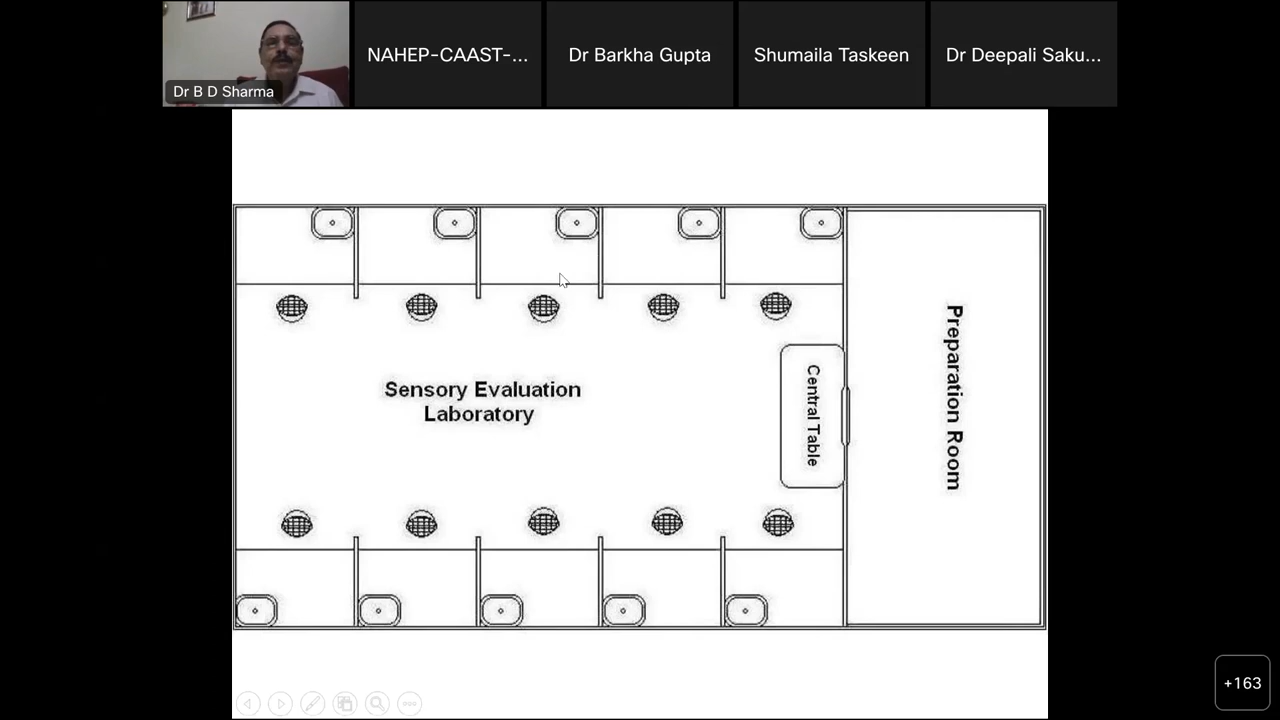 Dr B D Sharma
NAHEP-CAAST-...
Dr Barkha Gupta
Shumaila Taskeen
Dr Deepali Saku...
Sensory Evaluation
Laboratory
Central Table
Preparation Room
+163